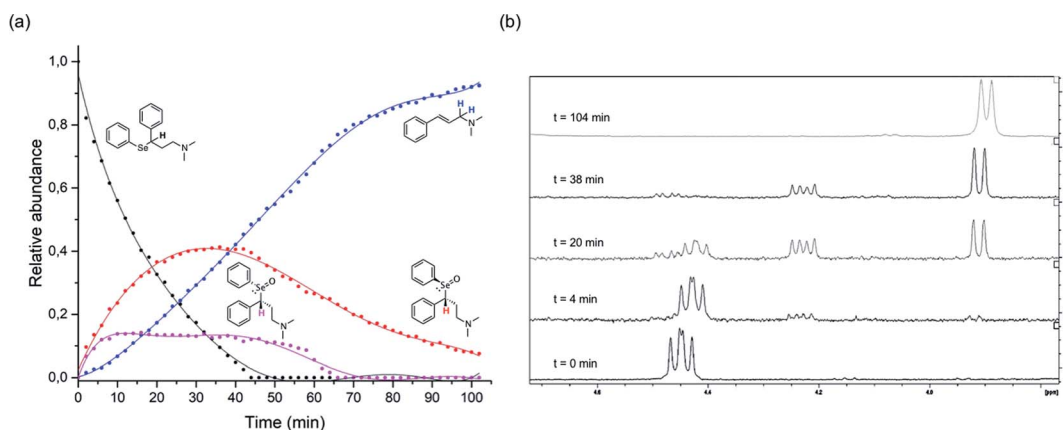 (a)
Relative abundance
1,0
0,8
0,6
0,4
0,2
0,0
0 10 20 30 40 50 60 70 80 90 100
Time (min)
Se
H
N
H H
N
Se O
H
N
Se O
H
N
(b)
t = 104 min
t = 38 min
t = 20 min
t = 4 min
t = 0 min
4.6 4.4 4.2 [ppm]